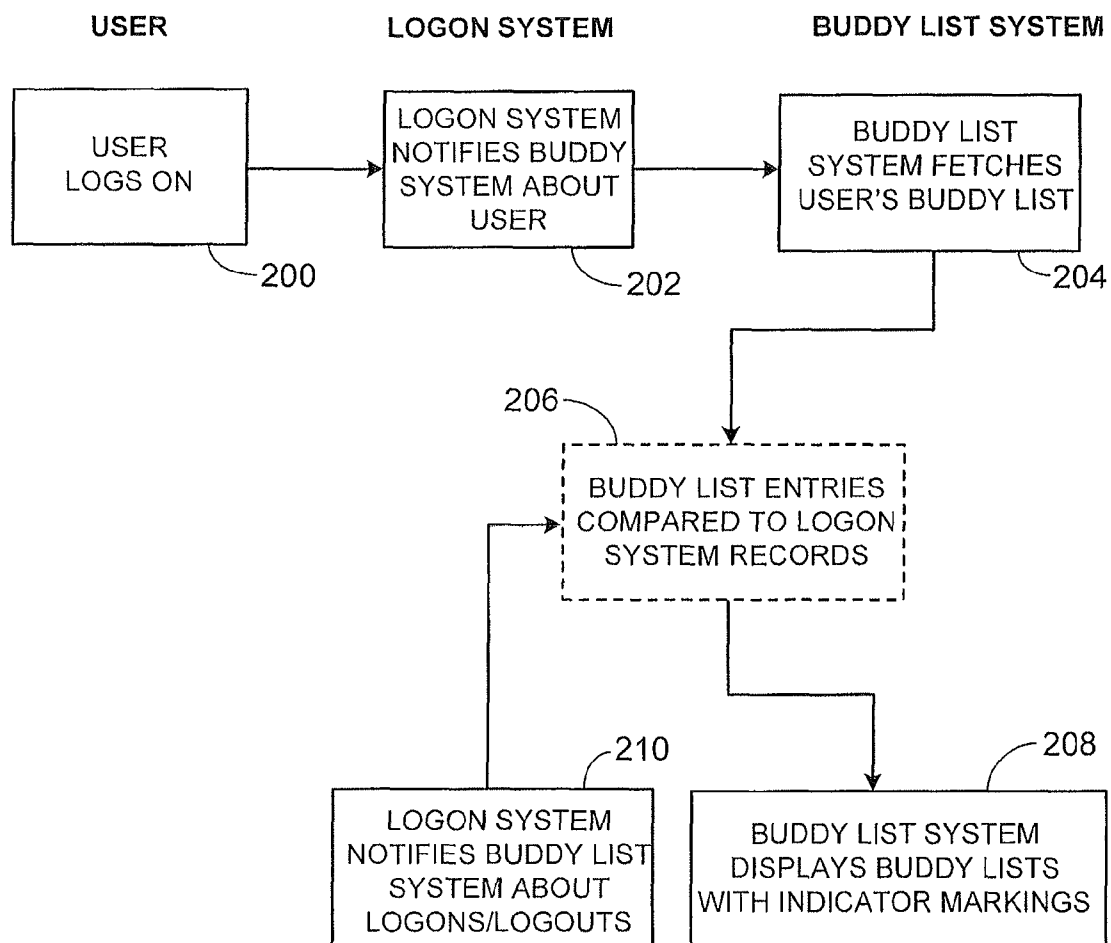 USER
LOGON SYSTEM
BUDDY LIST SYSTEM
USER
LOGS ON
200
LOGON SYSTEM
NOTIFIES BUDDY
SYSTEM ABOUT
USER
202
BUDDY LIST
SYSTEM FETCHES
USER'S BUDDY LIST
204
206
BUDDY LIST ENTRIES
COMPARED TO LOGON
SYSTEM RECORDS
210
LOGON SYSTEM
NOTIFIES BUDDY LIST
SYSTEM ABOUT
LOGONS/LOGOUTS
208
BUDDY LIST SYSTEM
DISPLAYS BUDDY LISTS
WITH INDICATOR MARKINGS